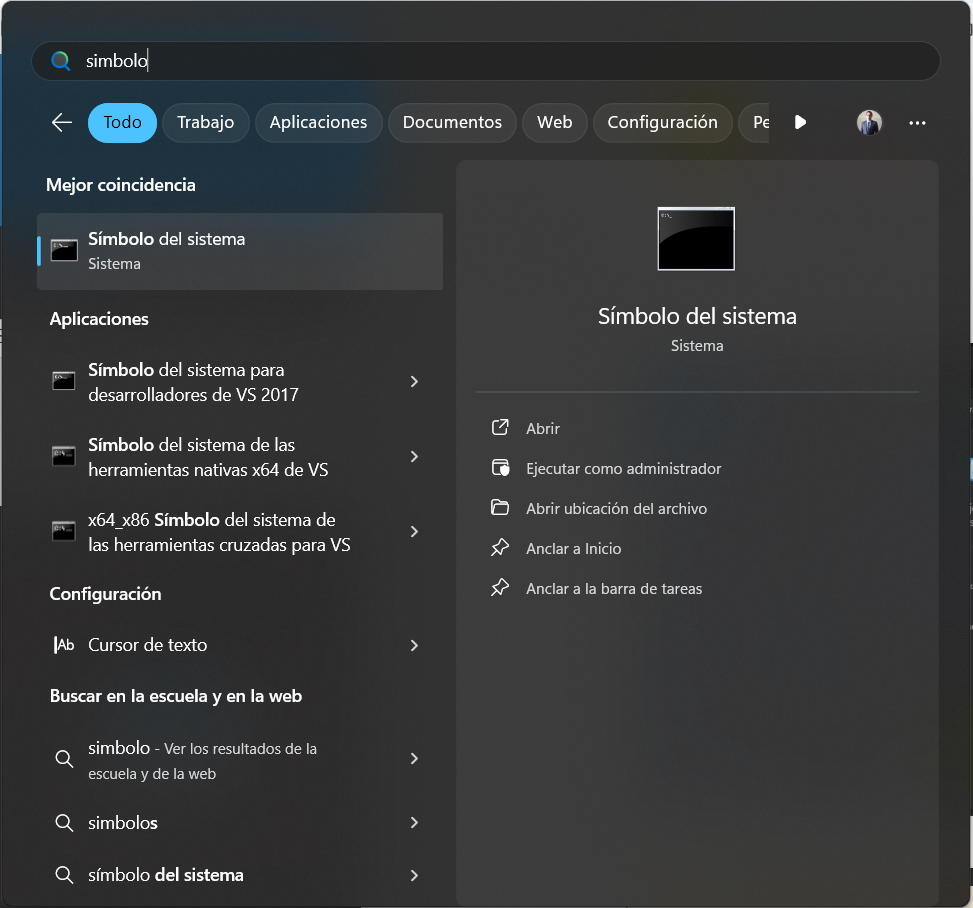 simbolo
Todo
Trabajo
Aplicaciones
Documentos
Web
Configuración
Pe
Mejor coincidencia
Símbolo del sistema
Sistema
Aplicaciones
Símbolo del sistema para
desarrolladores de VS 2017
Símbolo del sistema de las
herramientas nativas x64 de VS
x64_x86 Símbolo del sistema de
las herramientas cruzadas para VS
Configuración
Cursor de texto
Buscar en la escuela y en la web
simbolo - Ver los resultados de la
escuela y de la web
simbolos
símbolo del sistema
Símbolo del sistema
Sistema
Abrir
Ejecutar como administrador
Abrir ubicación del archivo
Anclar a Inicio
Anclar a la barra de tareas